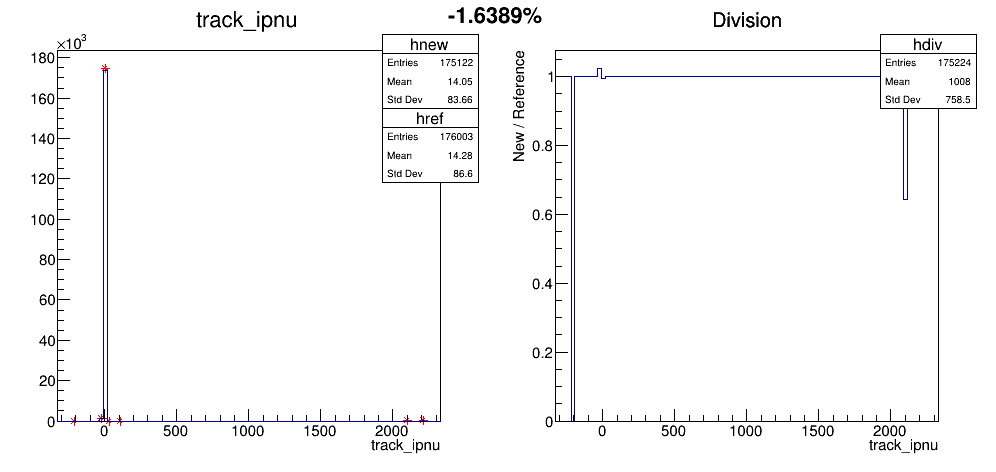 -1.6389%
track_ipnu
×10³
180
160
140
120
100
80
60
40
20
0
0
500
1000
1500
2000
track_ipnu
hnew
Entries 175122
Mean 14.05
Std Dev 83.66
href
Entries 176003
Mean 14.28
Std Dev 86.6
Division
New / Reference
1
0.8
0.6
0.4
0.2
0
0
500
1000
1500
2000
track_ipnu
hdiv
Entries 175224
Mean 1008
Std Dev 758.5